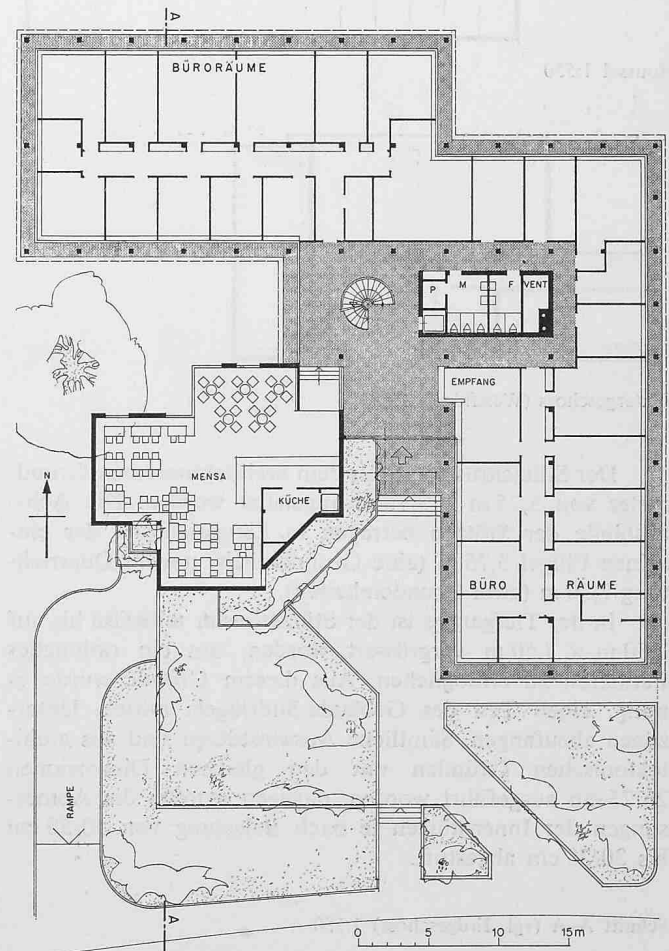 A
BÜRORÄUME
P M F VENT
EMPFANG
N
MENSA
KÜCHE
BÜRO RÄUME
RAMPE
A
0 5 10 15m